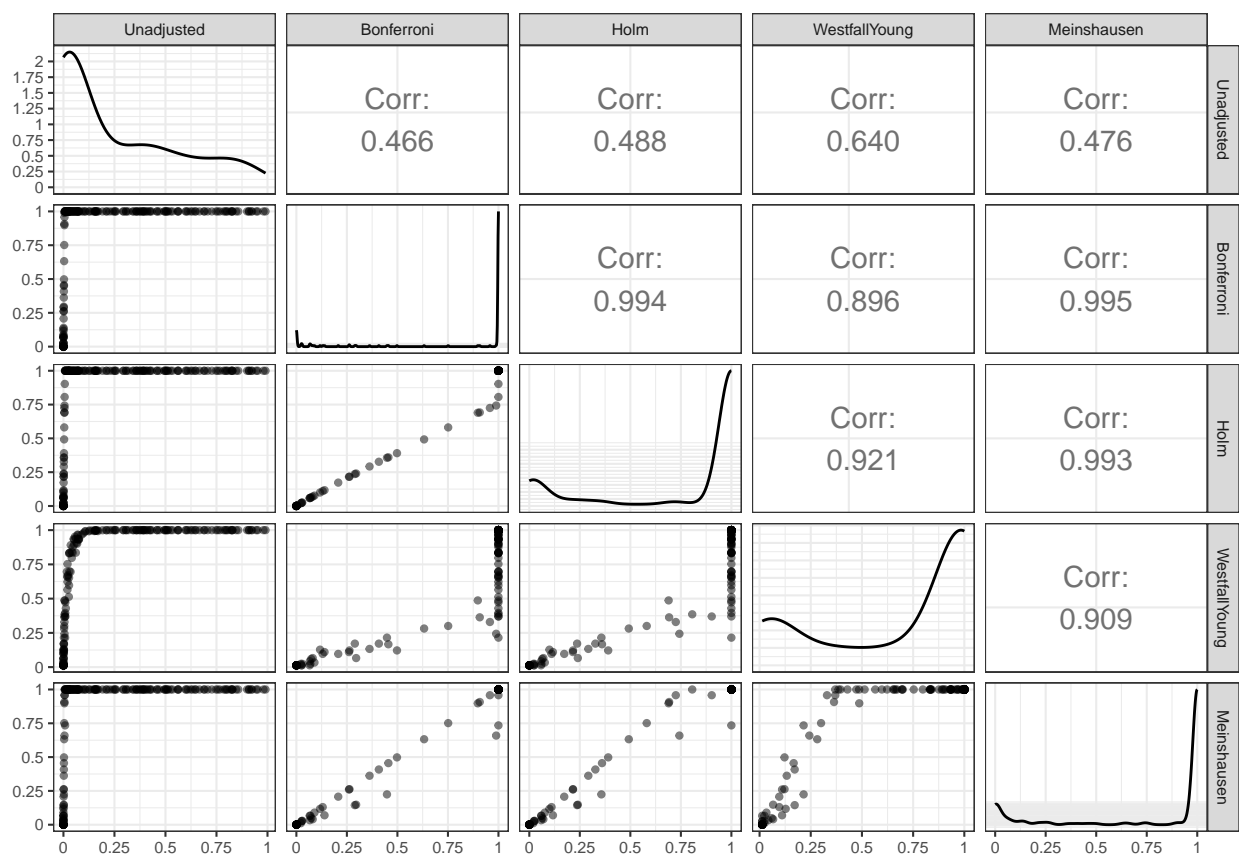 Unadjusted Bonferroni Holm WestfallYoung Meinshausen
2
1.75
1.5
1.25
1
0.75
0.5
0.25
0
Corr:
0.466
Corr:
0.488
Corr:
0.640
Corr:
0.476
Unadjusted
1
0.75
0.5
0.25
0
Corr:
0.994
Corr:
0.896
Corr:
0.995
Bonferroni
1
0.75
0.5
0.25
0
Corr:
0.921
Corr:
0.993
Holm
1
0.75
0.5
0.25
0
Corr:
0.909
WestfallYoung
1
0.75
0.5
0.25
0
Meinshausen
0 0.25 0.5 0.75 1 0 0.25 0.5 0.75 1 0 0.25 0.5 0.75 1 0 0.25 0.5 0.75 1 0 0.25 0.5 0.75 1